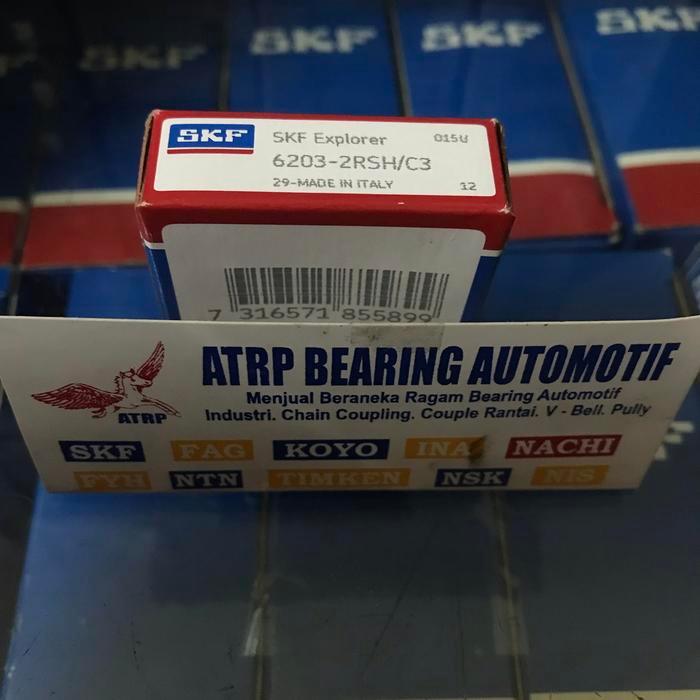 SKF
SKF
SKF
SKF
SKF
SKF Explorer 015U
6203-2RSH/C3
29-MADE IN ITALY 12
7 316571 855899
ATRP BEARING AUTOMOTIF
Menjual Beraneka Ragam Bearing Automotif
Industri. Chain Coupling. Couple Rantai. V - Bell. Pully
ATRP
SKF FAG KOYO INA NACHI
FYH NTN TIMKEN NSK NIS